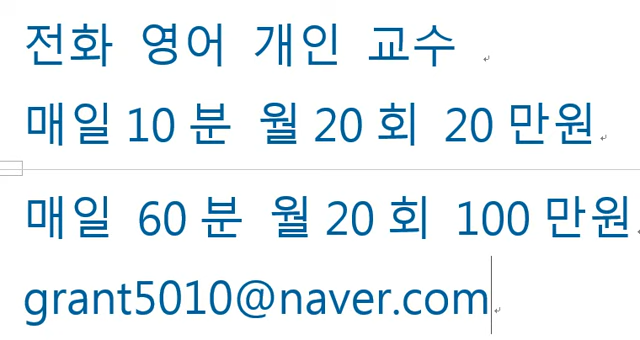 전화 영어 개인 교수
매일 10 분 월 20 회 20 만원
매일 60 분 월 20 회 100 만원
grant5010@naver.com